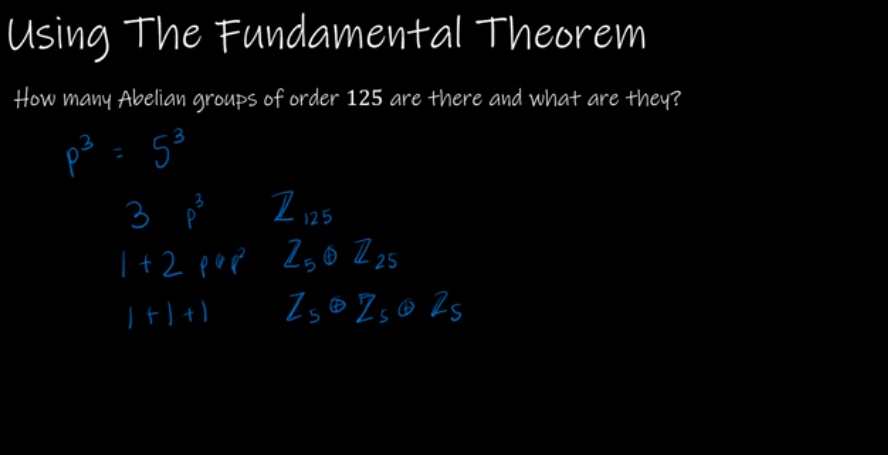 Using The Fundamental Theorem
How many Abelian groups of order 125 are there and what are they?
p³ = 5³
3 p³ ℤ₁₂₅
1 + 2 p⊕p² ℤ₅ ⊕ ℤ₂₅
1 + 1 + 1 ℤ₅ ⊕ ℤ₅ ⊕ ℤ₅